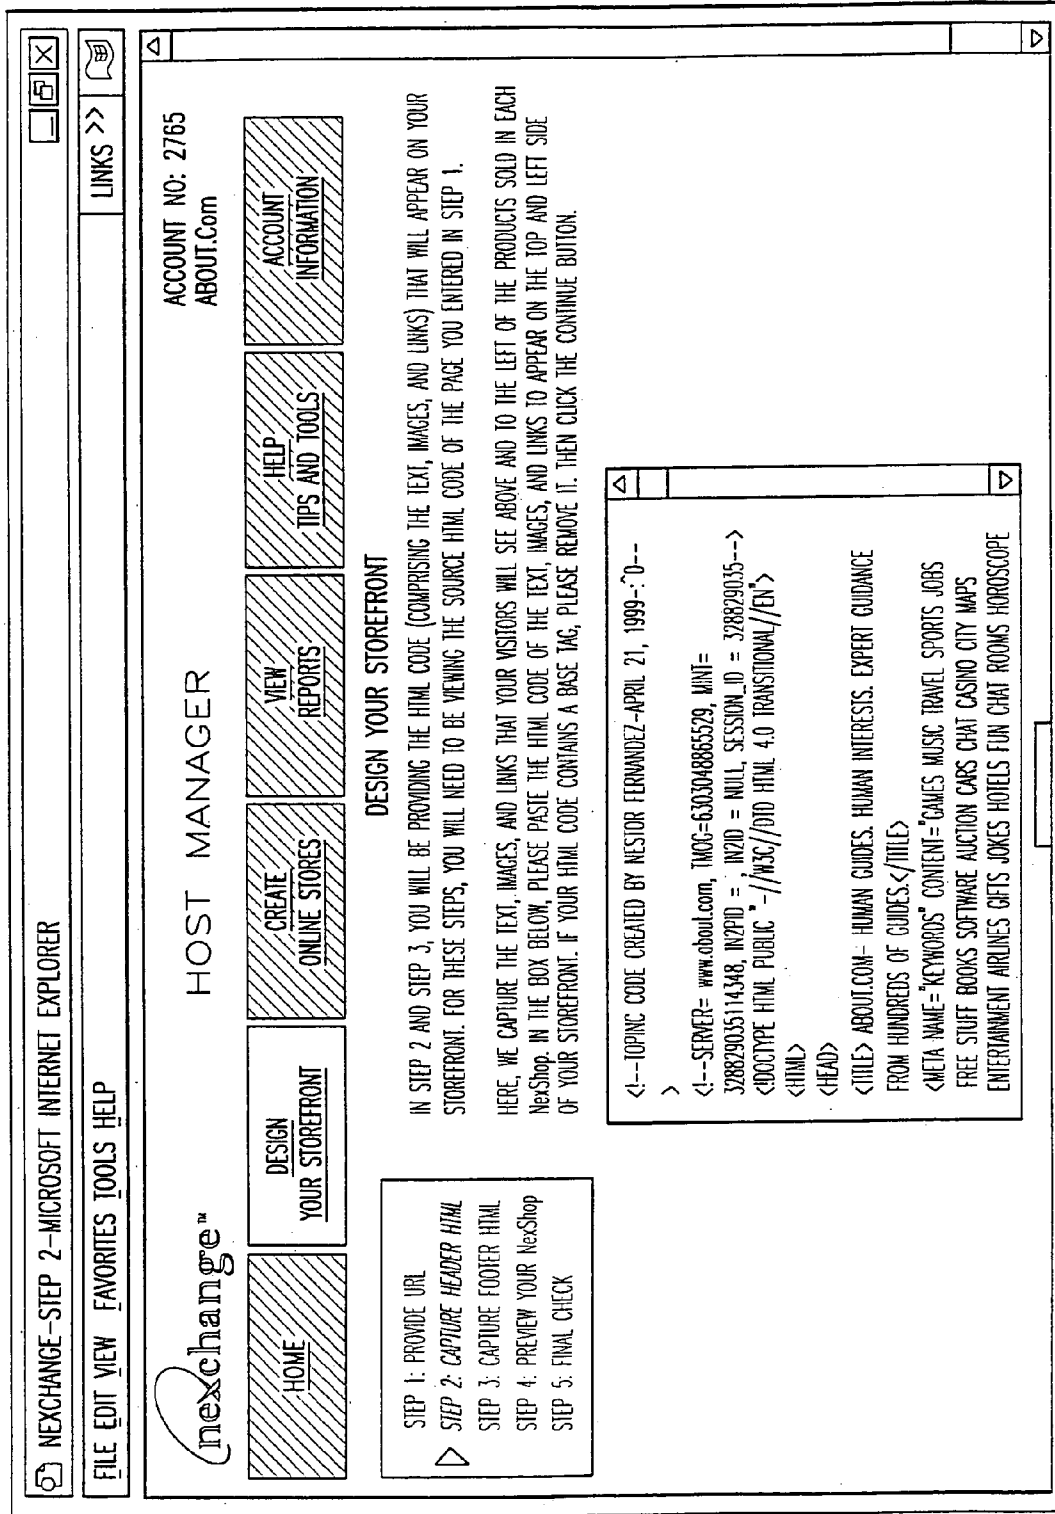 NEXCHANGE-STEP 2-MICROSOFT INTERNET EXPLORER
FILE EDIT VIEW FAVORITES TOOLS HELP
LINKS >>
nexchange™
HOST MANAGER
ACCOUNT NO: 2765
ABOUT.Com
HOME
DESIGN
YOUR STOREFRONT
CREATE
ONLINE STORES
VIEW
REPORTS
HELP
TIPS AND TOOLS
ACCOUNT
INFORMATION
STEP 1: PROVIDE URL
STEP 2: CAPTURE HEADER HTML
STEP 3: CAPTURE FOOTER HTML
STEP 4: PREVIEW YOUR NexShop
STEP 5: FINAL CHECK
DESIGN YOUR STOREFRONT
IN STEP 2 AND STEP 3, YOU WILL BE PROVIDING THE HTML CODE (COMPRISING THE TEXT, IMAGES, AND LINKS) THAT WILL APPEAR ON YOUR
STOREFRONT. FOR THESE STEPS, YOU WILL NEED TO BE VIEWING THE SOURCE HTML CODE OF THE PAGE YOU ENTERED IN STEP 1.
HERE, WE CAPTURE THE TEXT, IMAGES, AND LINKS THAT YOUR VISITORS WILL SEE ABOVE AND TO THE LEFT OF THE PRODUCTS SOLD IN EACH
NexShop. IN THE BOX BELOW, PLEASE PASTE THE HTML CODE OF THE TEXT, IMAGES, AND LINKS TO APPEAR ON THE TOP AND LEFT SIDE
OF YOUR STOREFRONT. IF YOUR HTML CODE CONTAINS A BASE TAG, PLEASE REMOVE IT. THEN CLICK THE CONTINUE BUTTON.
<!--TOPINC CODE CREATED BY NESTOR FERNANDEZ-APRIL 21, 1999-:^D--
>
<!--SERVER= www.about.com, TMOG=6303048865529, MINT=
328829035114348, IN2PID = , IN2ID = NULL, SESSION_ID = 328829035-->
<!DOCTYPE HTML PUBLIC "-//W3C//DTD HTML 4.0 TRANSITIONAL//EN">
<HTML>
<HEAD>
<TITLE> ABOUT.COM- HUMAN GUIDES. HUMAN INTERESTS. EXPERT GUIDANCE
FROM HUNDREDS OF GUIDES.</TITLE>
<META NAME="KEYWORDS" CONTENT="GAMES MUSIC TRAVEL SPORTS JOBS
FREE STUFF BOOKS SOFTWARE AUCTION CARS CHAT CASINO CITY MAPS
ENTERTAINMENT AIRLINES GIFTS JOKES HOTELS FUN CHAT ROOMS HOROSCOPE